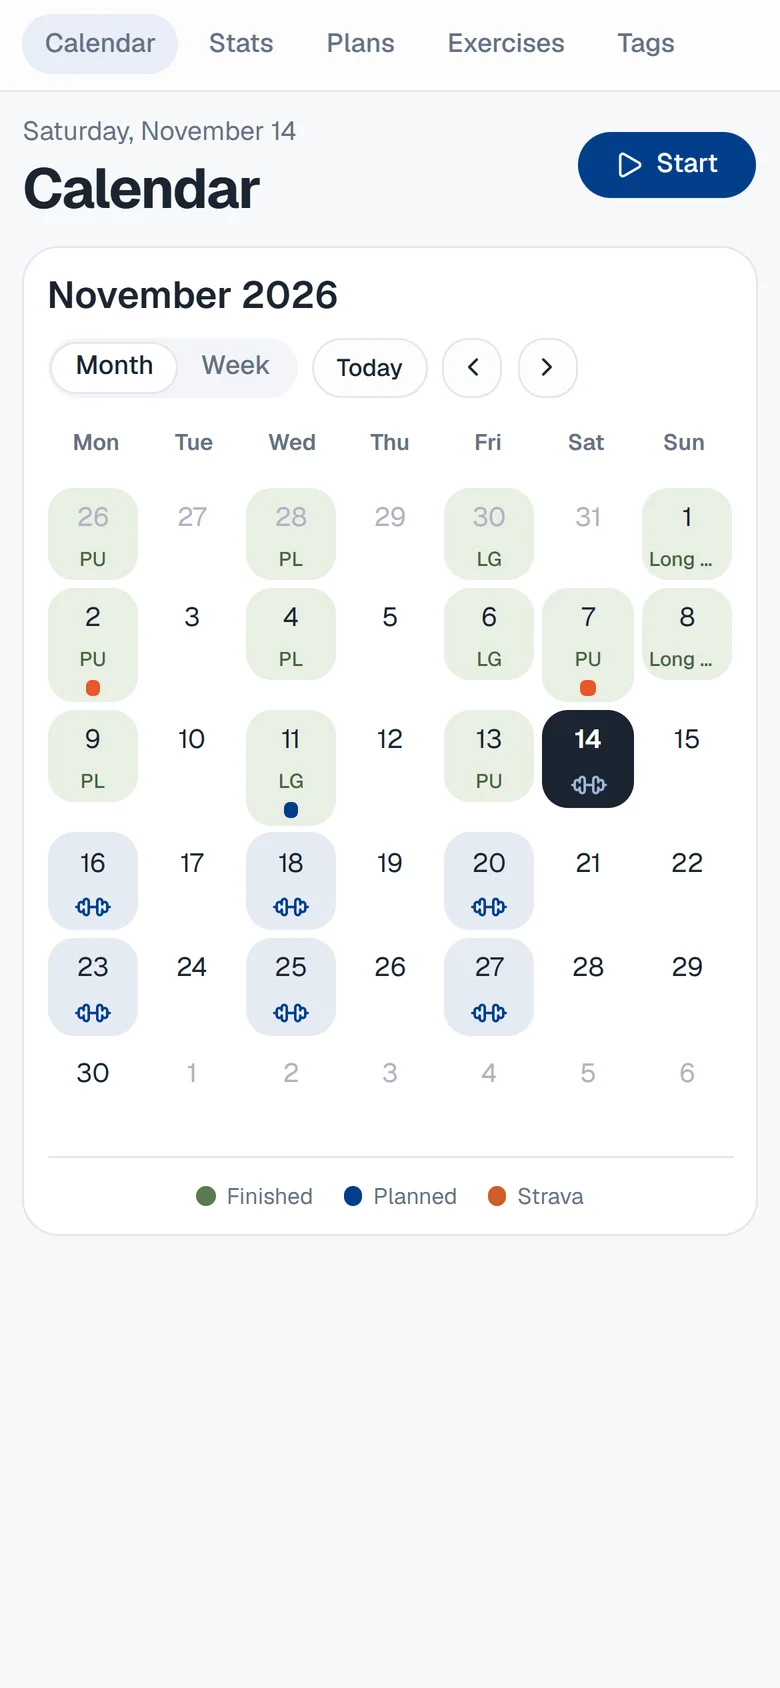 Calendar Stats Plans Exercises Tags
Saturday, November 14
Calendar
Start
November 2026
Month Week Today
Mon Tue Wed Thu Fri Sat Sun
26 27 28 29 30 31 1
PU PL LG Long ...
2 3 4 5 6 7 8
PU PL LG PU Long ...
9 10 11 12 13 14 15
PL LG PU
16 17 18 19 20 21 22
23 24 25 26 27 28 29
30 1 2 3 4 5 6
Finished Planned Strava